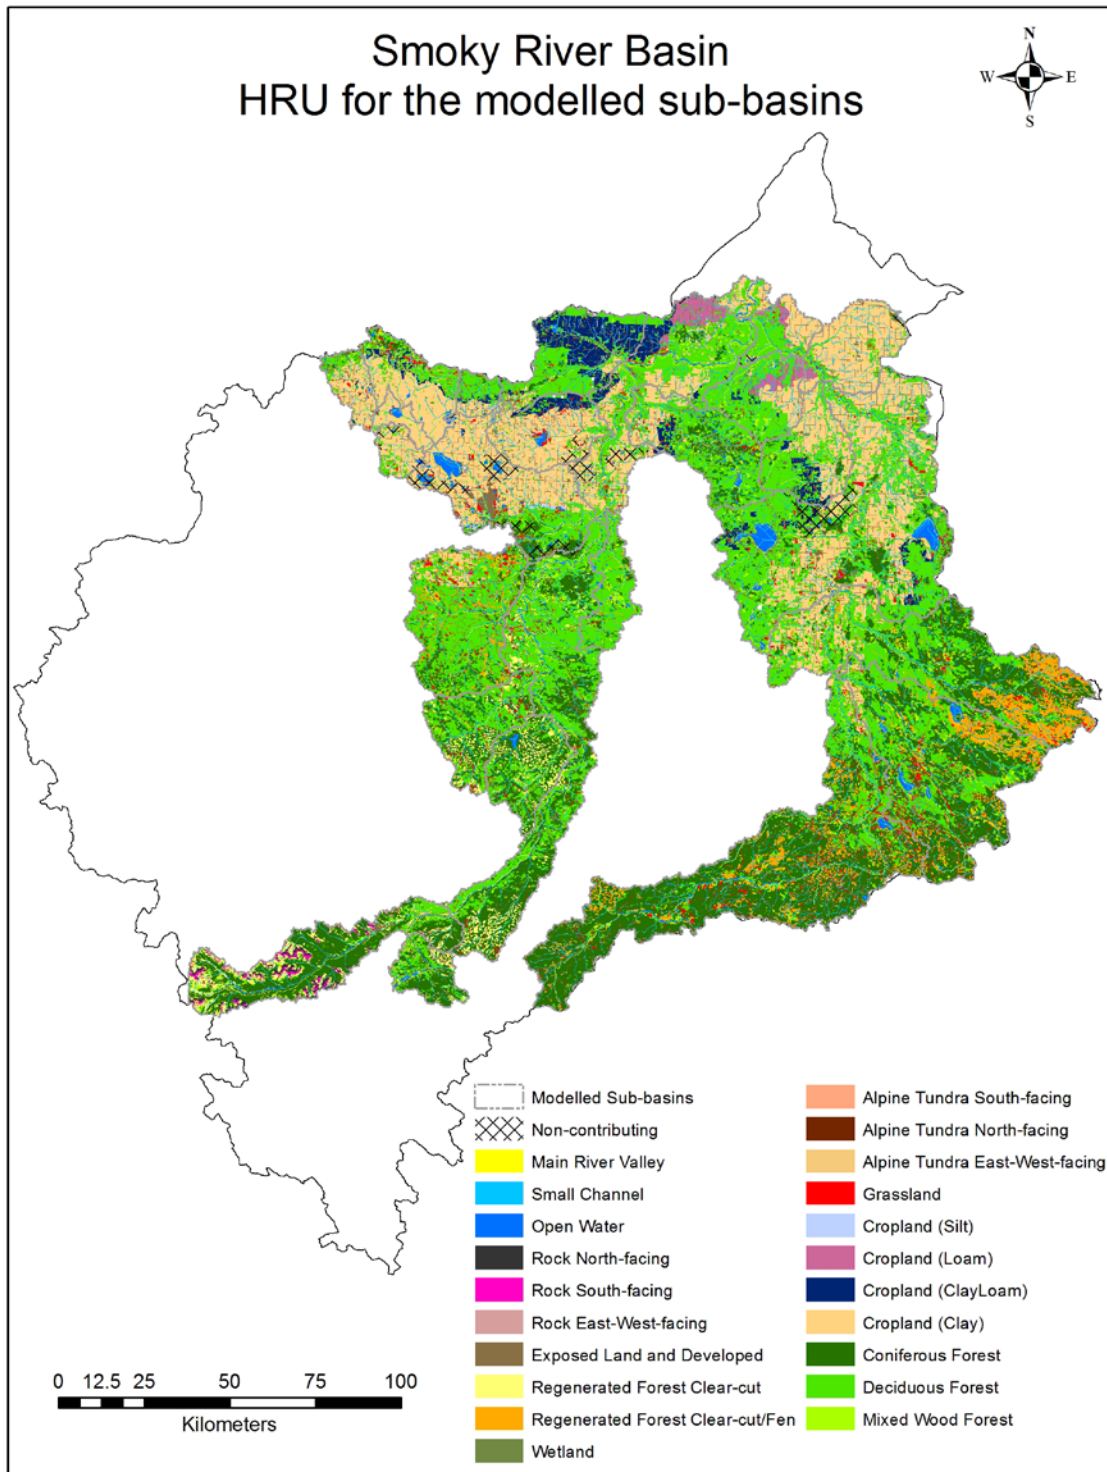 Smoky River Basin
HRU for the modelled sub-basins
N
W E
S
Modelled Sub-basins
Non-contributing
Main River Valley
Small Channel
Open Water
Rock North-facing
Rock South-facing
Rock East-West-facing
Exposed Land and Developed
Regenerated Forest Clear-cut
Regenerated Forest Clear-cut/Fen
Wetland
Alpine Tundra South-facing
Alpine Tundra North-facing
Alpine Tundra East-West-facing
Grassland
Cropland (Silt)
Cropland (Loam)
Cropland (ClayLoam)
Cropland (Clay)
Coniferous Forest
Deciduous Forest
Mixed Wood Forest
0 12.5 25 50 75 100
Kilometers